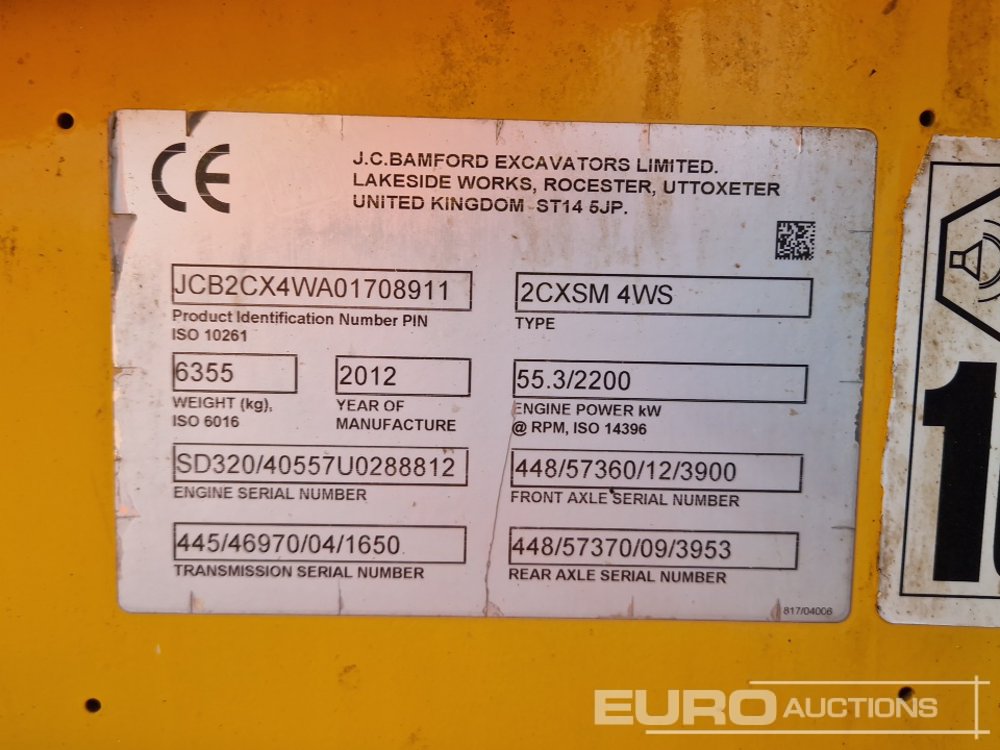 CE
J.C.BAMFORD EXCAVATORS LIMITED.
LAKESIDE WORKS, ROCESTER, UTTOXETER
UNITED KINGDOM ST14 5JP.
JCB2CX4WA01708911
Product Identification Number PIN
ISO 10261
2CXSM 4WS
TYPE
6355
WEIGHT (kg),
ISO 6016
2012
YEAR OF
MANUFACTURE
55.3/2200
ENGINE POWER kW
@ RPM, ISO 14396
SD320/40557U0288812
ENGINE SERIAL NUMBER
448/57360/12/3900
FRONT AXLE SERIAL NUMBER
445/46970/04/1650
TRANSMISSION SERIAL NUMBER
448/57370/09/3953
REAR AXLE SERIAL NUMBER
817/04006
1
EURO AUCTIONS